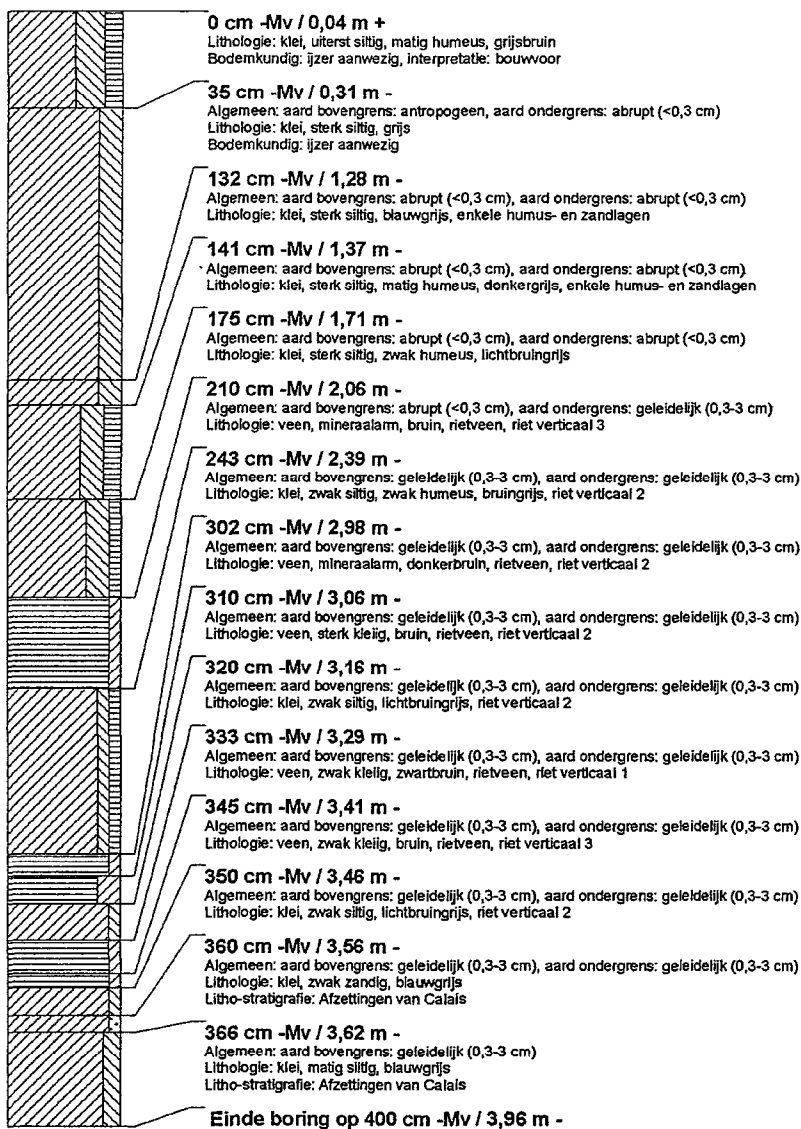 0 cm -Mv / 0,04 m +
Lithologie: klei, uiterst siltig, matig humeus, grijsbruin
Bodemkundig: ijzer aanwezig, interpretatie: bouwvoor
35 cm -Mv / 0,31 m -
Algemeen: aard bovengrens: antropogeen, aard ondergrens: abrupt (<0,3 cm)
Lithologie: klei, sterk siltig, grijs
Bodemkundig: ijzer aanwezig
132 cm -Mv / 1,28 m -
Algemeen: aard bovengrens: abrupt (<0,3 cm), aard ondergrens: abrupt (<0,3 cm)
Lithologie: klei, sterk siltig, blauwgrijs, enkele humus- en zandlagen
141 cm -Mv / 1,37 m -
Algemeen: aard bovengrens: abrupt (<0,3 cm), aard ondergrens: abrupt (<0,3 cm)
Lithologie: klei, sterk siltig, matig humeus, donkergrijs, enkele humus- en zandlagen
175 cm -Mv / 1,71 m -
Algemeen: aard bovengrens: abrupt (<0,3 cm), aard ondergrens: abrupt (<0,3 cm)
Lithologie: klei, sterk siltig, zwak humeus, lichtbruingrijs
210 cm -Mv / 2,06 m -
Algemeen: aard bovengrens: abrupt (<0,3 cm), aard ondergrens: geleidelijk (0,3-3 cm)
Lithologie: veen, mineraalarm, bruin, rietveen, riet verticaal 3
243 cm -Mv / 2,39 m -
Algemeen: aard bovengrens: geleidelijk (0,3-3 cm), aard ondergrens: geleidelijk (0,3-3 cm)
Lithologie: klei, zwak siltig, zwak humeus, bruingrijs, riet verticaal 2
302 cm -Mv / 2,98 m -
Algemeen: aard bovengrens: geleidelijk (0,3-3 cm), aard ondergrens: geleidelijk (0,3-3 cm)
Lithologie: veen, mineraalarm, donkerbruin, rietveen, riet verticaal 2
310 cm -Mv / 3,06 m -
Algemeen: aard bovengrens: geleidelijk (0,3-3 cm), aard ondergrens: geleidelijk (0,3-3 cm)
Lithologie: veen, sterk kleiig, bruin, rietveen, riet verticaal 2
320 cm -Mv / 3,16 m -
Algemeen: aard bovengrens: geleidelijk (0,3-3 cm), aard ondergrens: geleidelijk (0,3-3 cm)
Lithologie: klei, zwak siltig, lichtbruingrijs, riet verticaal 2
333 cm -Mv / 3,29 m -
Algemeen: aard bovengrens: geleidelijk (0,3-3 cm), aard ondergrens: geleidelijk (0,3-3 cm)
Lithologie: veen, zwak kleiig, zwartbruin, rietveen, riet verticaal 1
345 cm -Mv / 3,41 m -
Algemeen: aard bovengrens: geleidelijk (0,3-3 cm), aard ondergrens: geleidelijk (0,3-3 cm)
Lithologie: veen, zwak kleiig, bruin, rietveen, riet verticaal 3
350 cm -Mv / 3,46 m -
Algemeen: aard bovengrens: geleidelijk (0,3-3 cm), aard ondergrens: geleidelijk (0,3-3 cm)
Lithologie: klei, zwak siltig, lichtbruingrijs, riet verticaal 2
360 cm -Mv / 3,56 m -
Algemeen: aard bovengrens: geleidelijk (0,3-3 cm), aard ondergrens: geleidelijk (0,3-3 cm)
Lithologie: klei, zwak zandig, blauwgrijs
Litho-stratigrafie: Afzettingen van Calais
366 cm -Mv / 3,62 m -
Algemeen: aard bovengrens: geleidelijk (0,3-3 cm)
Lithologie: klei, matig siltig, blauwgrijs
Litho-stratigrafie: Afzettingen van Calais
Einde boring op 400 cm -Mv / 3,96 m -